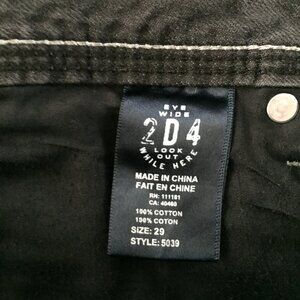 EYE
WIDE
2D4
LOOK
OUT
WHILE HERE
MADE IN CHINA
FAIT EN CHINE
RN: 111181
CA: 40460
100% COTTON
100% COTON
SIZE: 29
STYLE: 5039